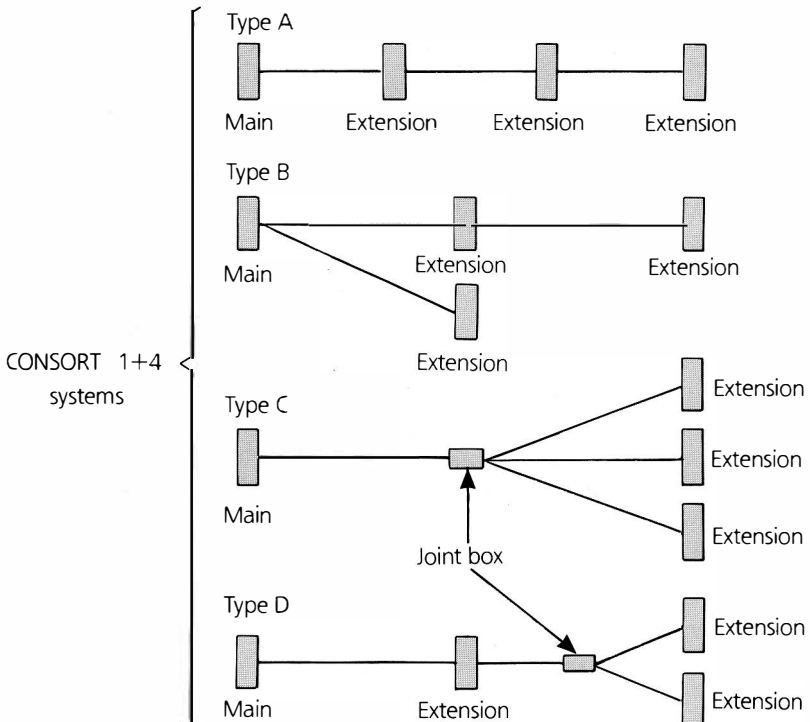 Type A
Main Extension Extension Extension
Type B
Main Extension Extension
Extension
CONSORT 1+4
systems
Type C
Extension
Extension
Main
Extension
Joint box
Type D
Extension
Main Extension Extension